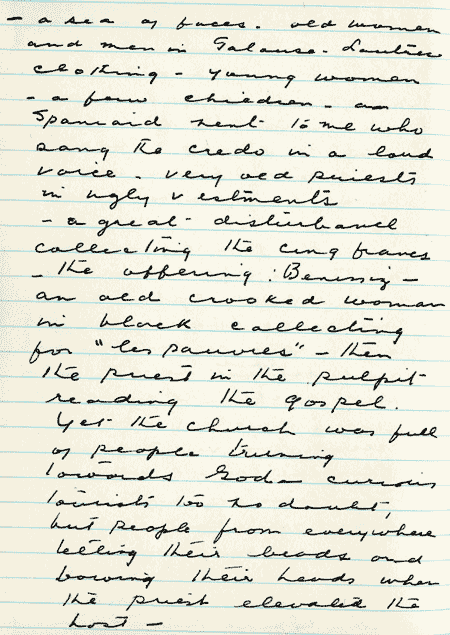 - a sea of faces. old women
and men in Galause - Lautrec
clothing - young women
- a few children - a
Spaniard next to me who
sang the credo in a loud
voice - very old priests
in ugly vestments
- a great disturbance
collecting the cinq francs
- the offering: -
an old crooked woman
in black collecting
for "les pauvres" - then
the priest in the pulpit
reading the gospel.
Yet the church was full
of people turning
towards God - curious
tourists too no doubt,
but people from everywhere
telling their beads and
bowing their heads when
the priest elevated the
host -